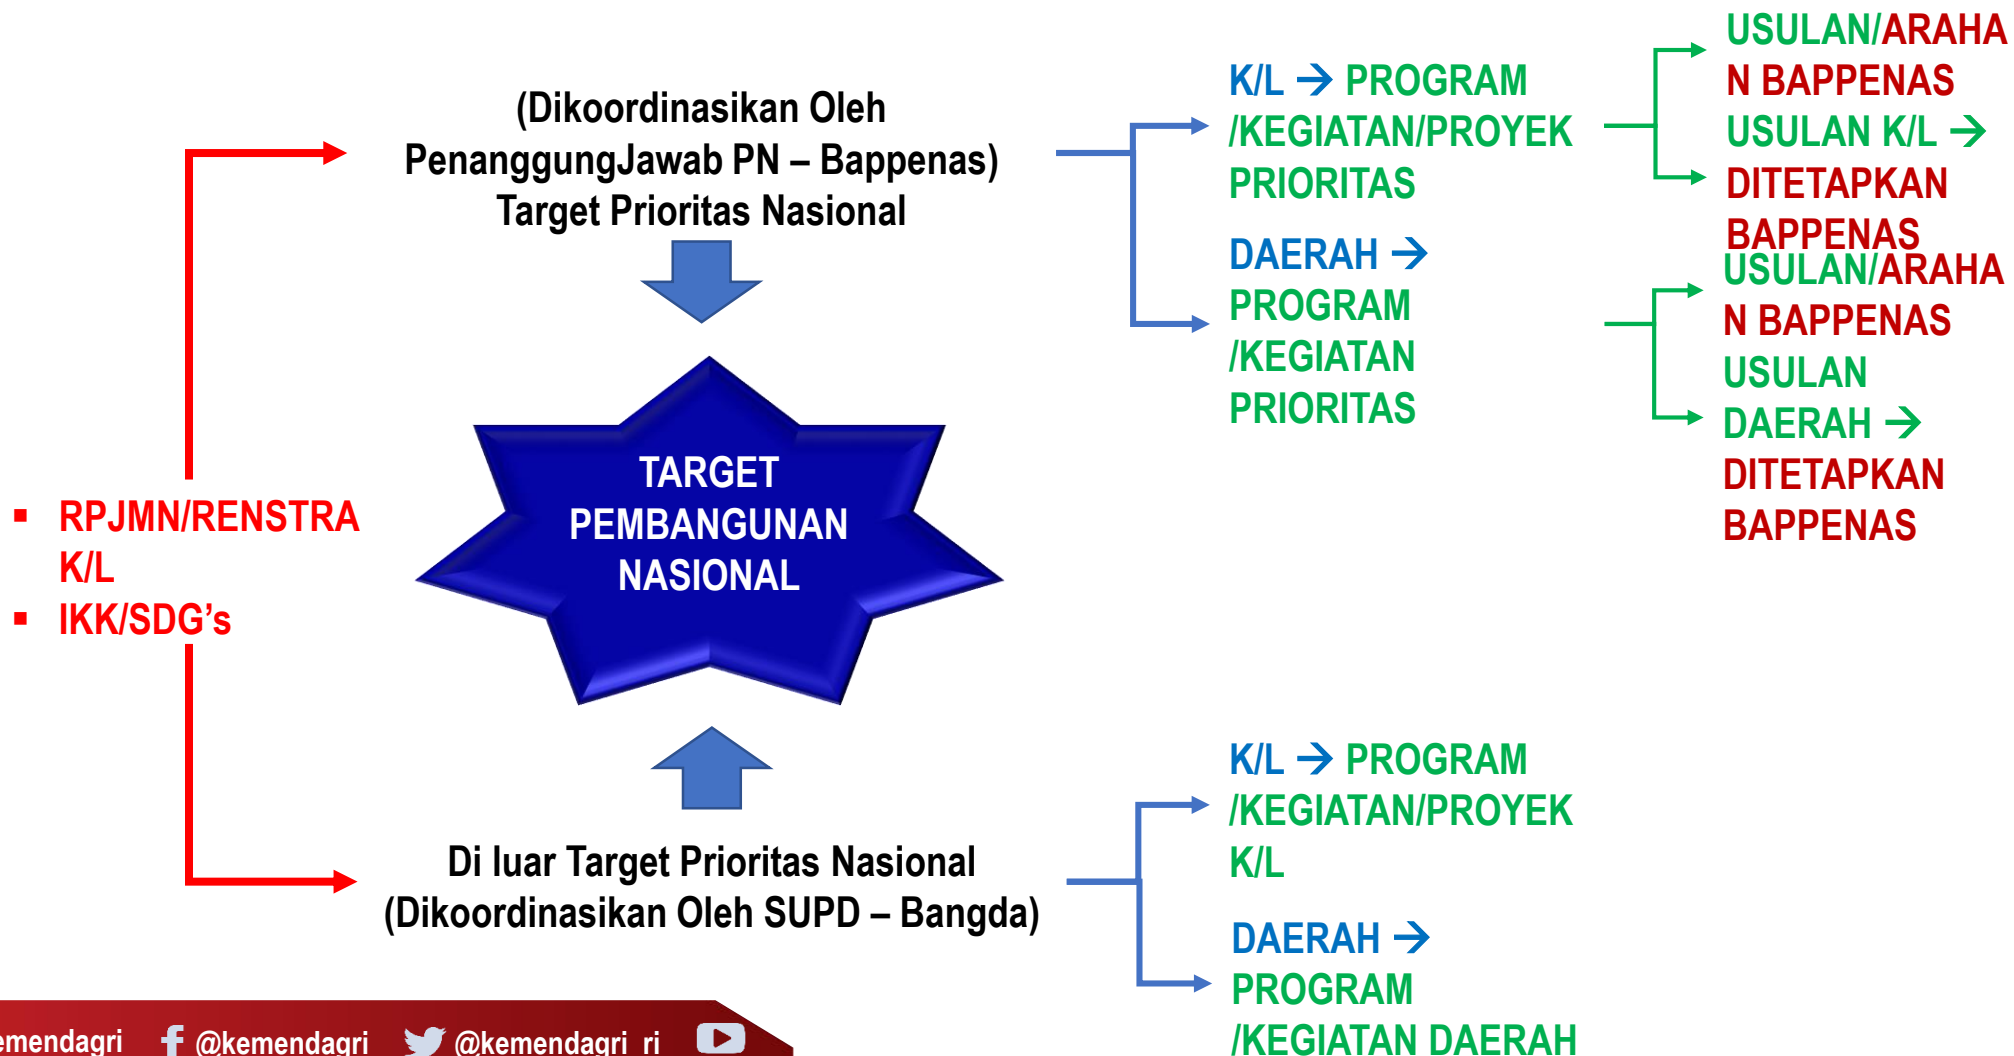 ▪ RPJMN/RENSTRA
K/L
▪ IKK/SDG's
(Dikoordinasikan Oleh
PenanggungJawab PN – Bappenas)
Target Prioritas Nasional
TARGET
PEMBANGUNAN
NASIONAL
Di luar Target Prioritas Nasional
(Dikoordinasikan Oleh SUPD – Bangda)
K/L → PROGRAM
/KEGIATAN/PROYEK
PRIORITAS
DAERAH →
PROGRAM
/KEGIATAN
PRIORITAS
USULAN/ARAHA
N BAPPENAS
USULAN K/L →
DITETAPKAN
BAPPENAS
USULAN/ARAHA
N BAPPENAS
USULAN
DAERAH →
DITETAPKAN
BAPPENAS
K/L → PROGRAM
/KEGIATAN/PROYEK
K/L
DAERAH →
PROGRAM
/KEGIATAN DAERAH
emendagri @kemendagri @kemendagri_ri